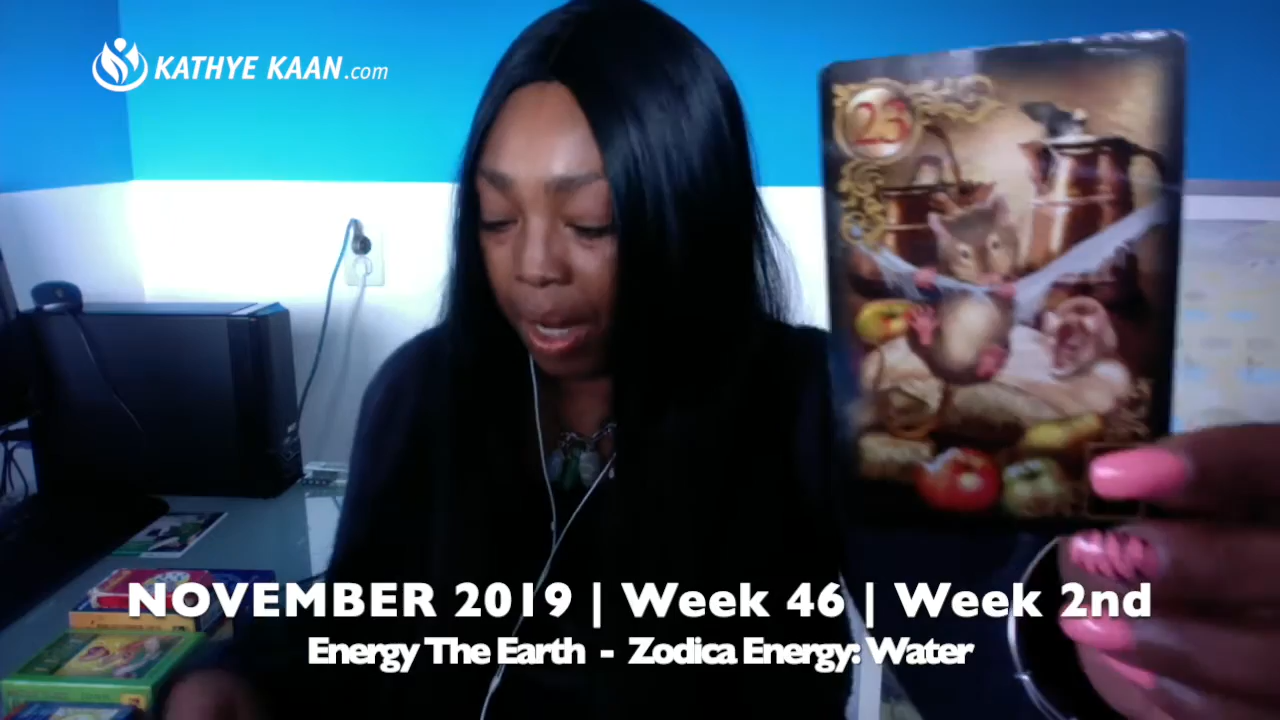 KATHYE KAAN.com
23
NOVEMBER 2019 | Week 46 | Week 2nd
Energy The Earth - Zodica Energy: Water